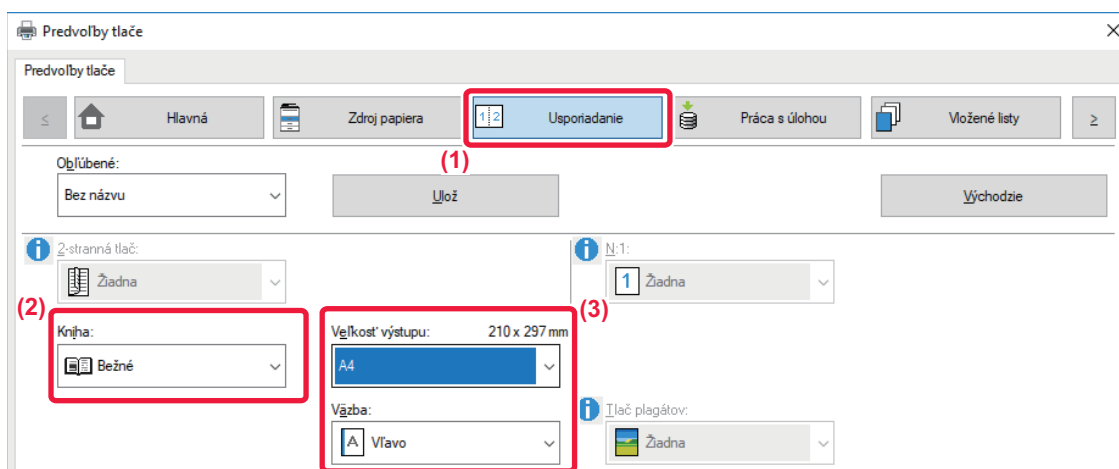 Predvoľby tlače
Predvoľby tlače
≤ Hlavná Zdroj papiera 1 2 Usporiadanie Práca s úlohou Vložené listy ≥
(1)
Obľúbené:
Bez názvu Ulož Východzie
2-stranná tlač: N:1:
Žiadna 1 Žiadna
(2) (3)
Kniha: Veľkosť výstupu: 210 x 297 mm
Bežné A4
Väzba: Tlač plagátov:
A Vľavo Žiadna